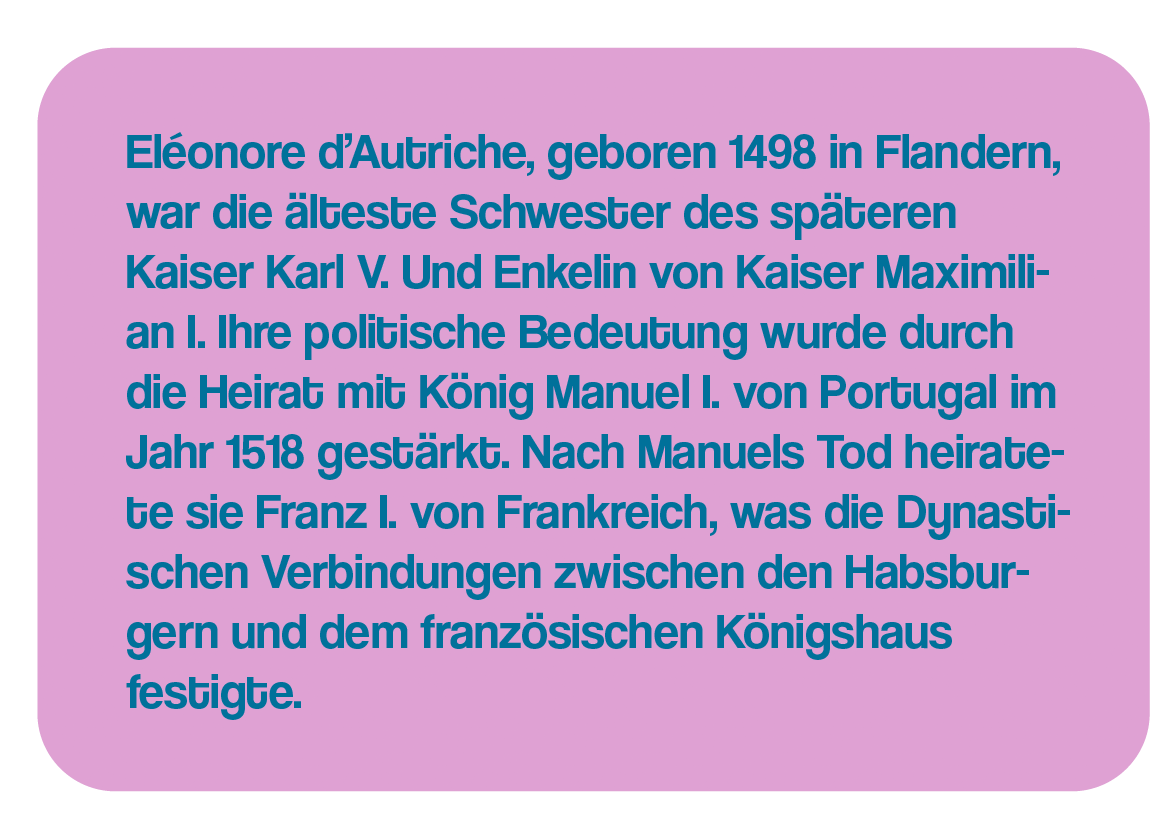 Eléonore d’Autriche, geboren 1498 in Flandern,
war die älteste Schwester des späteren
Kaiser Karl V. Und Enkelin von Kaiser Maximili-
an I. Ihre politische Bedeutung wurde durch
die Heirat mit König Manuel I. von Portugal im
Jahr 1518 gestärkt. Nach Manuels Tod heirate-
te sie Franz I. von Frankreich, was die Dynasti-
schen Verbindungen zwischen den Habsbur-
gern und dem französischen Königshaus
festigte.